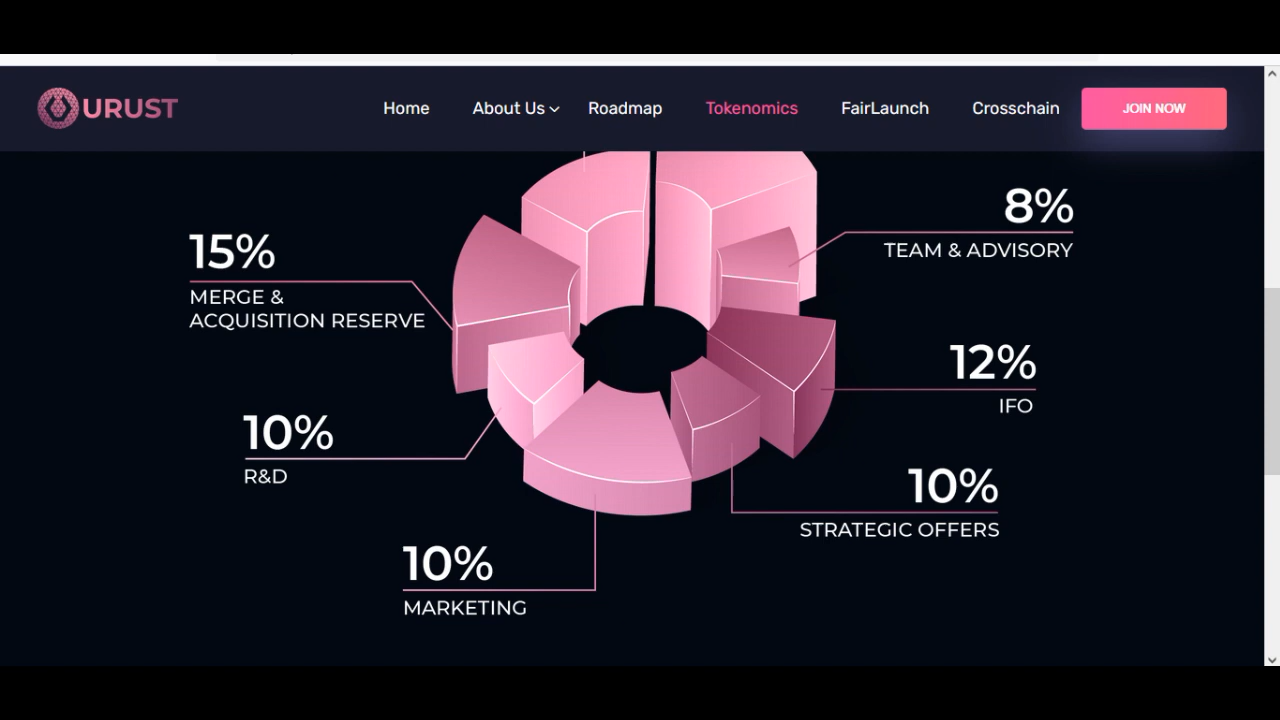 URUST
Home
About Us
Roadmap
Tokenomics
FairLaunch
Crosschain
JOIN NOW
8%
TEAM & ADVISORY
15%
MERGE &
ACQUISITION RESERVE
12%
IFO
10%
R&D
10%
STRATEGIC OFFERS
10%
MARKETING